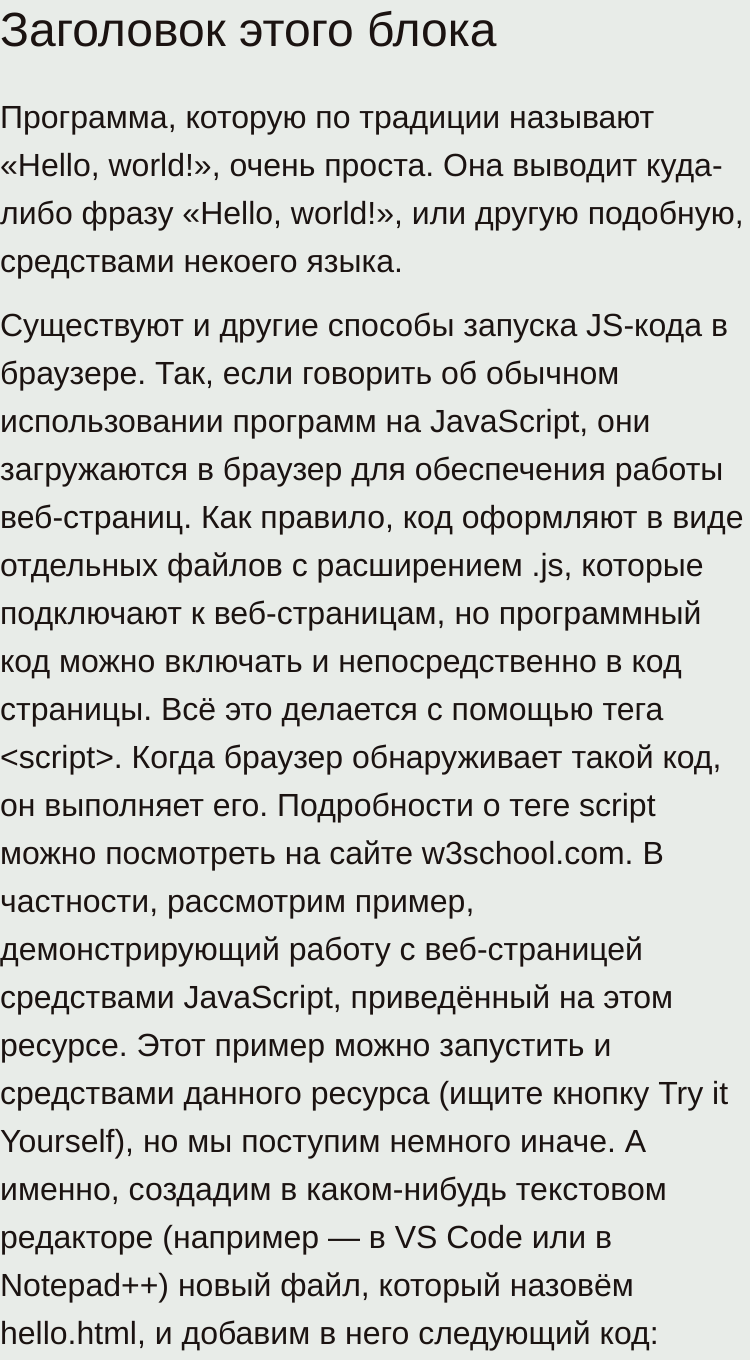 Заголовок этого блока
Программа, которую по традиции называют
«Hello, world!», очень проста. Она выводит куда-
либо фразу «Hello, world!», или другую подобную,
средствами некоего языка.
Существуют и другие способы запуска JS-кода в
браузере. Так, если говорить об обычном
использовании программ на JavaScript, они
загружаются в браузер для обеспечения работы
веб-страниц. Как правило, код оформляют в виде
отдельных файлов с расширением .js, которые
подключают к веб-страницам, но программный
код можно включать и непосредственно в код
страницы. Всё это делается с помощью тега
<script>. Когда браузер обнаруживает такой код,
он выполняет его. Подробности о теге script
можно посмотреть на сайте w3school.com. В
частности, рассмотрим пример,
демонстрирующий работу с веб-страницей
средствами JavaScript, приведённый на этом
ресурсе. Этот пример можно запустить и
средствами данного ресурса (ищите кнопку Try it
Yourself), но мы поступим немного иначе. А
именно, создадим в каком-нибудь текстовом
редакторе (например — в VS Code или в
Notepad++) новый файл, который назовём
hello.html, и добавим в него следующий код: